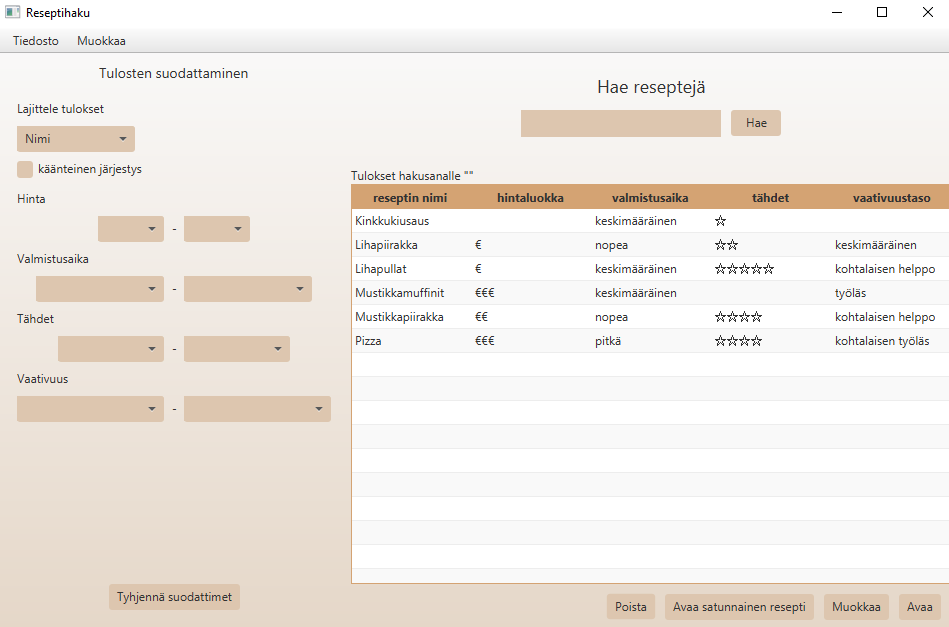 Reseptihaku
Tiedosto Muokkaa
Tulosten suodattaminen
Lajittele tulokset
Nimi
käänteinen järjestys
Hinta
-
Valmistusaika
-
Tähdet
-
Vaativuus
-
Tyhjennä suodattimet
Hae reseptejä
Hae
Tulokset hakusanalle ""
reseptin nimi hintaluokka valmistusaika tähdet vaativuustaso
Kinkkukiusaus keskimääräinen ☆
Lihapiirakka € nopea ☆☆ keskimääräinen
Lihapullat € keskimääräinen ☆☆☆☆☆ kohtalaisen helppo
Mustikkamuffinit €€€ keskimääräinen työläs
Mustikkapiirakka €€ nopea ☆☆☆☆ kohtalaisen helppo
Pizza €€€ pitkä ☆☆☆☆ kohtalaisen työläs
Poista Avaa satunnainen resepti Muokkaa Avaa